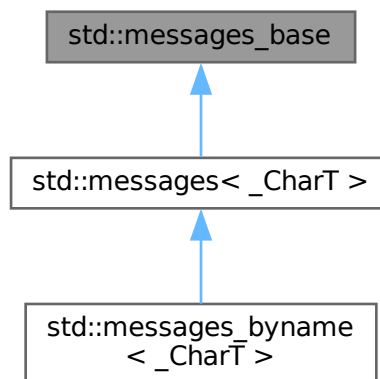 std::messages_base
std::messages< _CharT >
std::messages_byname
< _CharT >